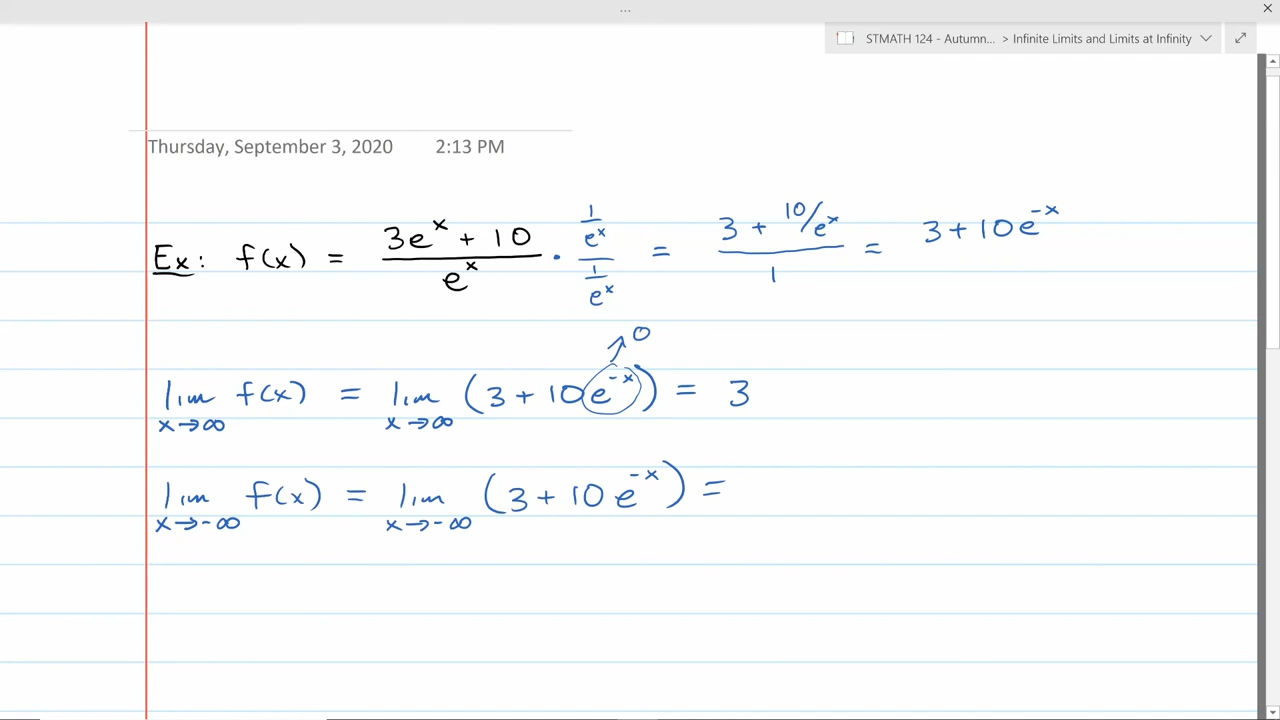 ...
STMATH 124 - Autumn... > Infinite Limits and Limits at Infinity
Thursday, September 3, 2020 2:13 PM
Ex: f(x) = (3e^x + 10)/(e^x) · (1/e^x)/(1/e^x) = (3 + 10/e^x)/1 = 3 + 10e^-x
0
lim x→∞ f(x) = lim x→∞ (3 + 10e^-x) = 3
lim x→-∞ f(x) = lim x→-∞ (3 + 10e^-x) =